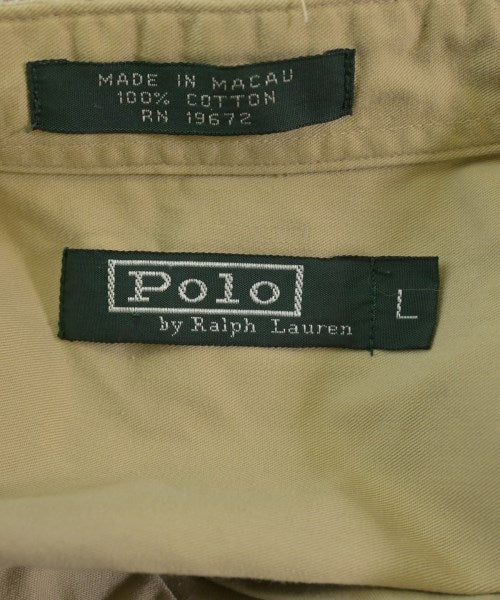 MADE IN MACAU
100% COTTON
RN 19672
Polo
by Ralph Lauren
L